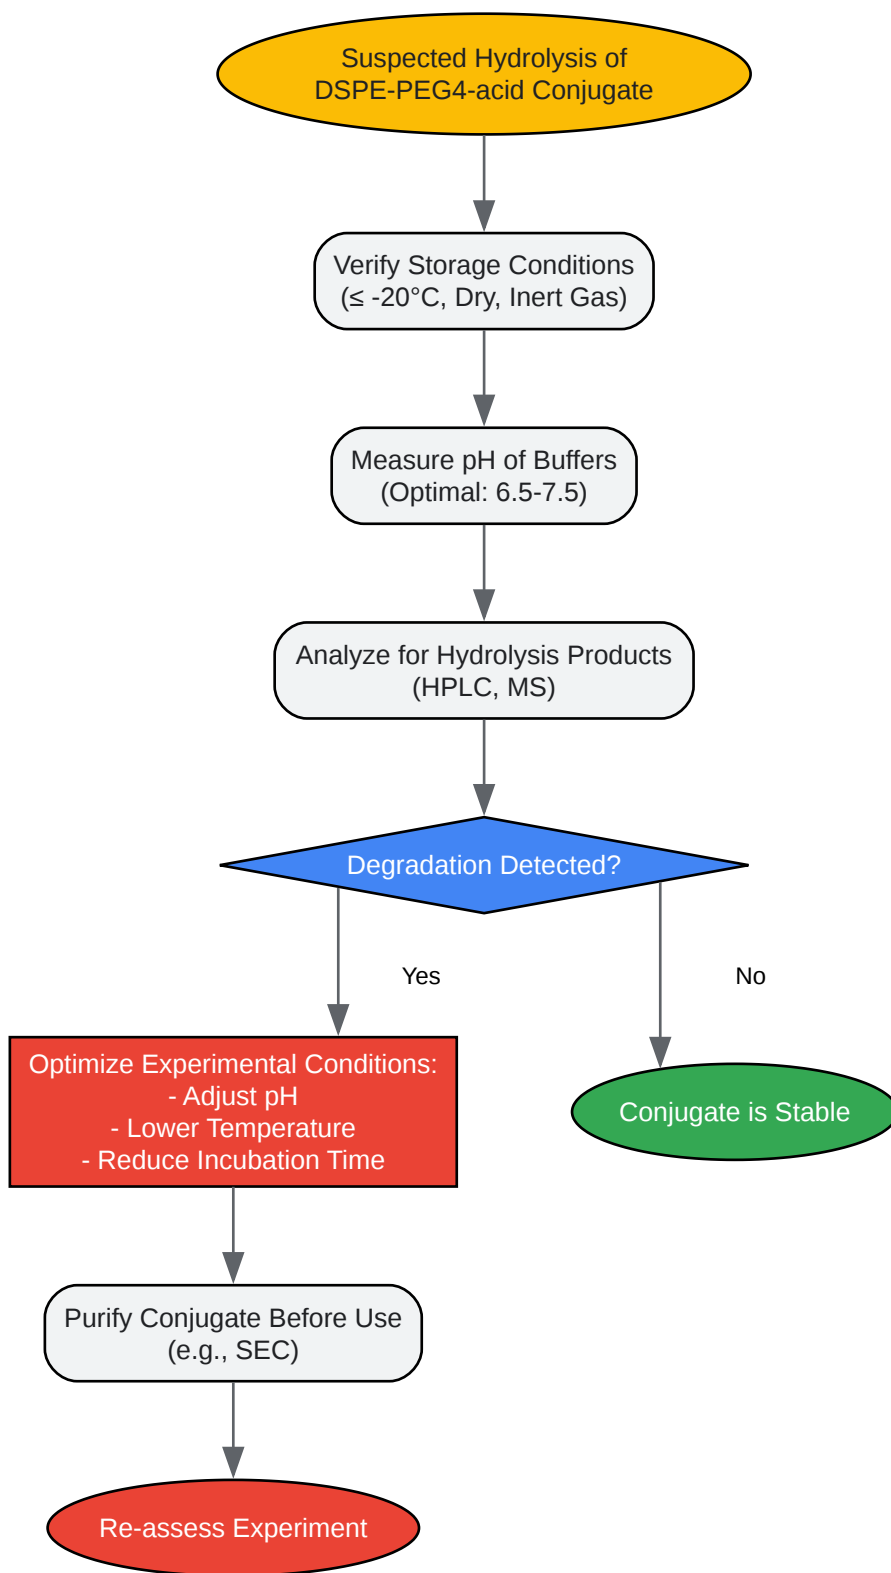 Suspected Hydrolysis of
DSPE-PEG4-acid Conjugate
Verify Storage Conditions
(≤ -20°C, Dry, Inert Gas)
Measure pH of Buffers
(Optimal: 6.5-7.5)
Analyze for Hydrolysis Products
(HPLC, MS)
Degradation Detected?
Yes
No
Optimize Experimental Conditions:
- Adjust pH
- Lower Temperature
- Reduce Incubation Time
Conjugate is Stable
Purify Conjugate Before Use
(e.g., SEC)
Re-assess Experiment